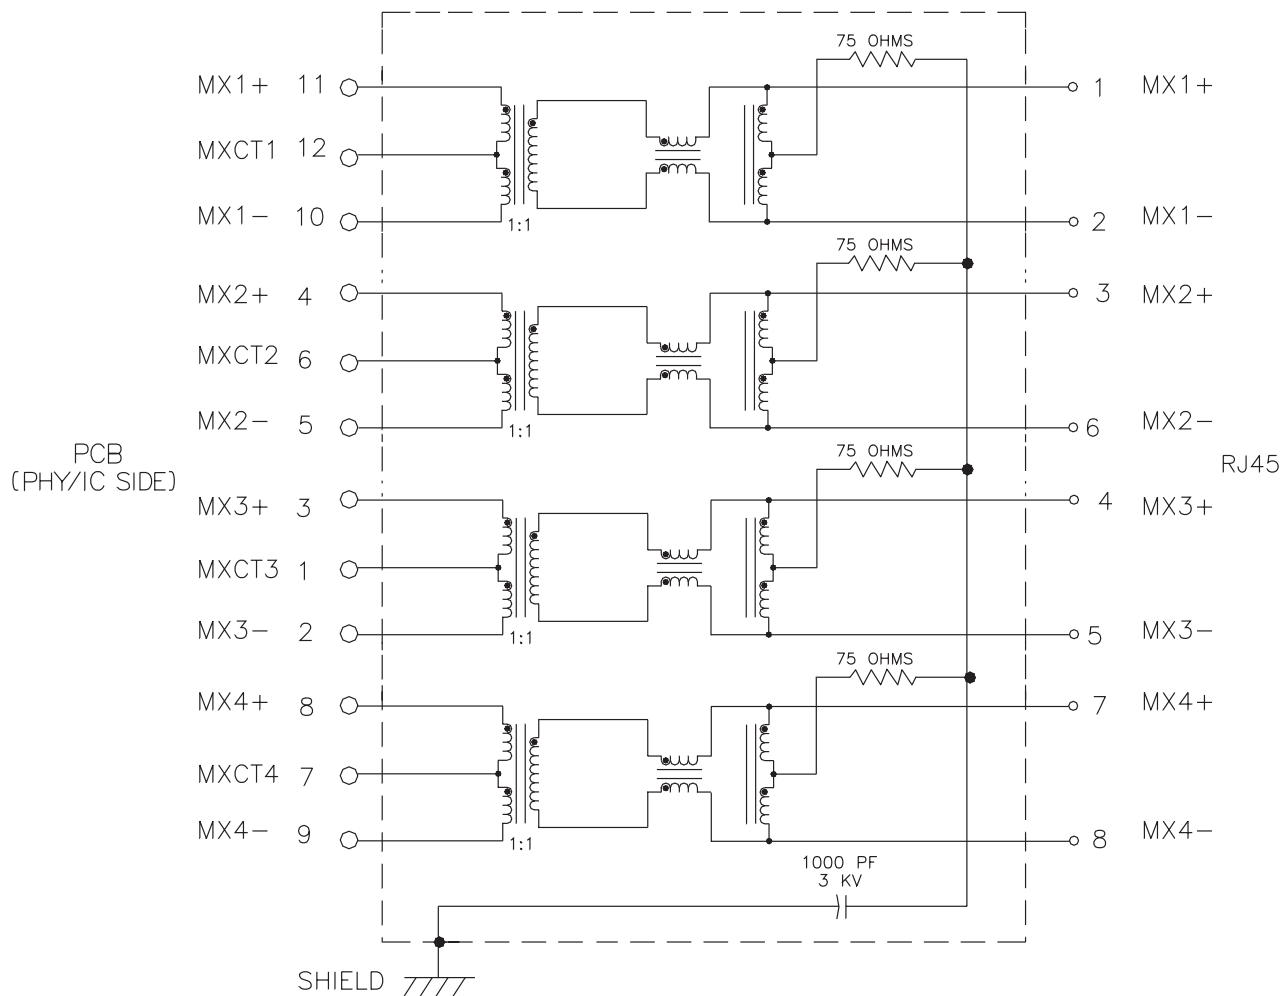 75 OHMS
MX1+ 11 1 MX1+
MXCT1 12
MX1- 10 2 MX1-
1:1
75 OHMS
MX2+ 4 3 MX2+
MXCT2 6
MX2- 5 6 MX2-
1:1
75 OHMS
PCB
(PHY/IC SIDE)
RJ45
MX3+ 3 4 MX3+
MXCT3 1
MX3- 2 5 MX3-
1:1
75 OHMS
MX4+ 8 7 MX4+
MXCT4 7
MX4- 9 8 MX4-
1:1
1000 PF
3 KV
SHIELD